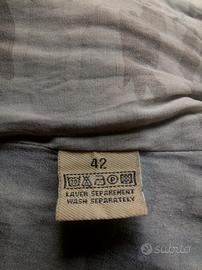 42
LAVER SEPAREMENT
WASH SEPARATELY
subito